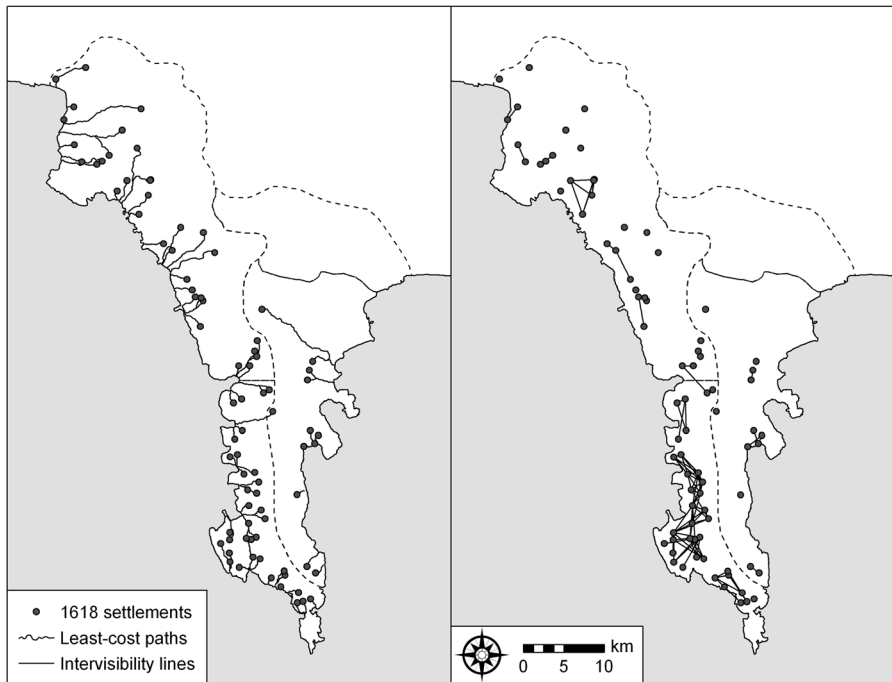 1618 settlements
Least-cost paths
Intervisibility lines
km
0 5 10